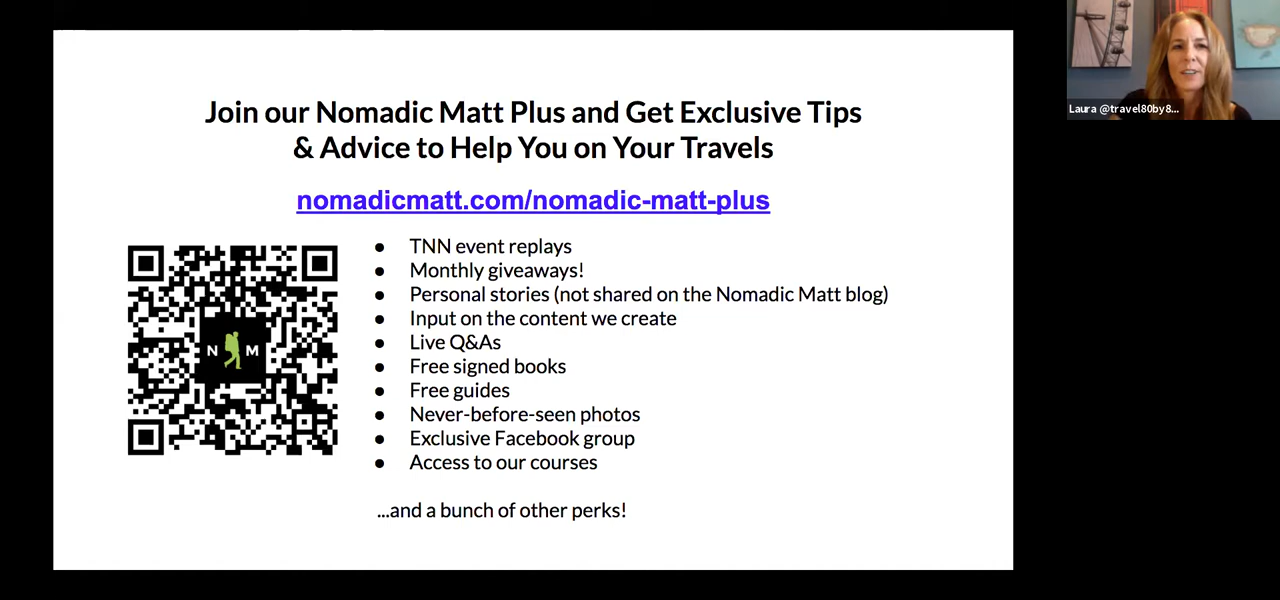 Join our Nomadic Matt Plus and Get Exclusive Tips
& Advice to Help You on Your Travels
nomadicmatt.com/nomadic-matt-plus
● TNN event replays
● Monthly giveaways!
● Personal stories (not shared on the Nomadic Matt blog)
● Input on the content we create
● Live Q&As
● Free signed books
● Free guides
● Never-before-seen photos
● Exclusive Facebook group
● Access to our courses
...and a bunch of other perks!
N M
Laura @travel80by8...